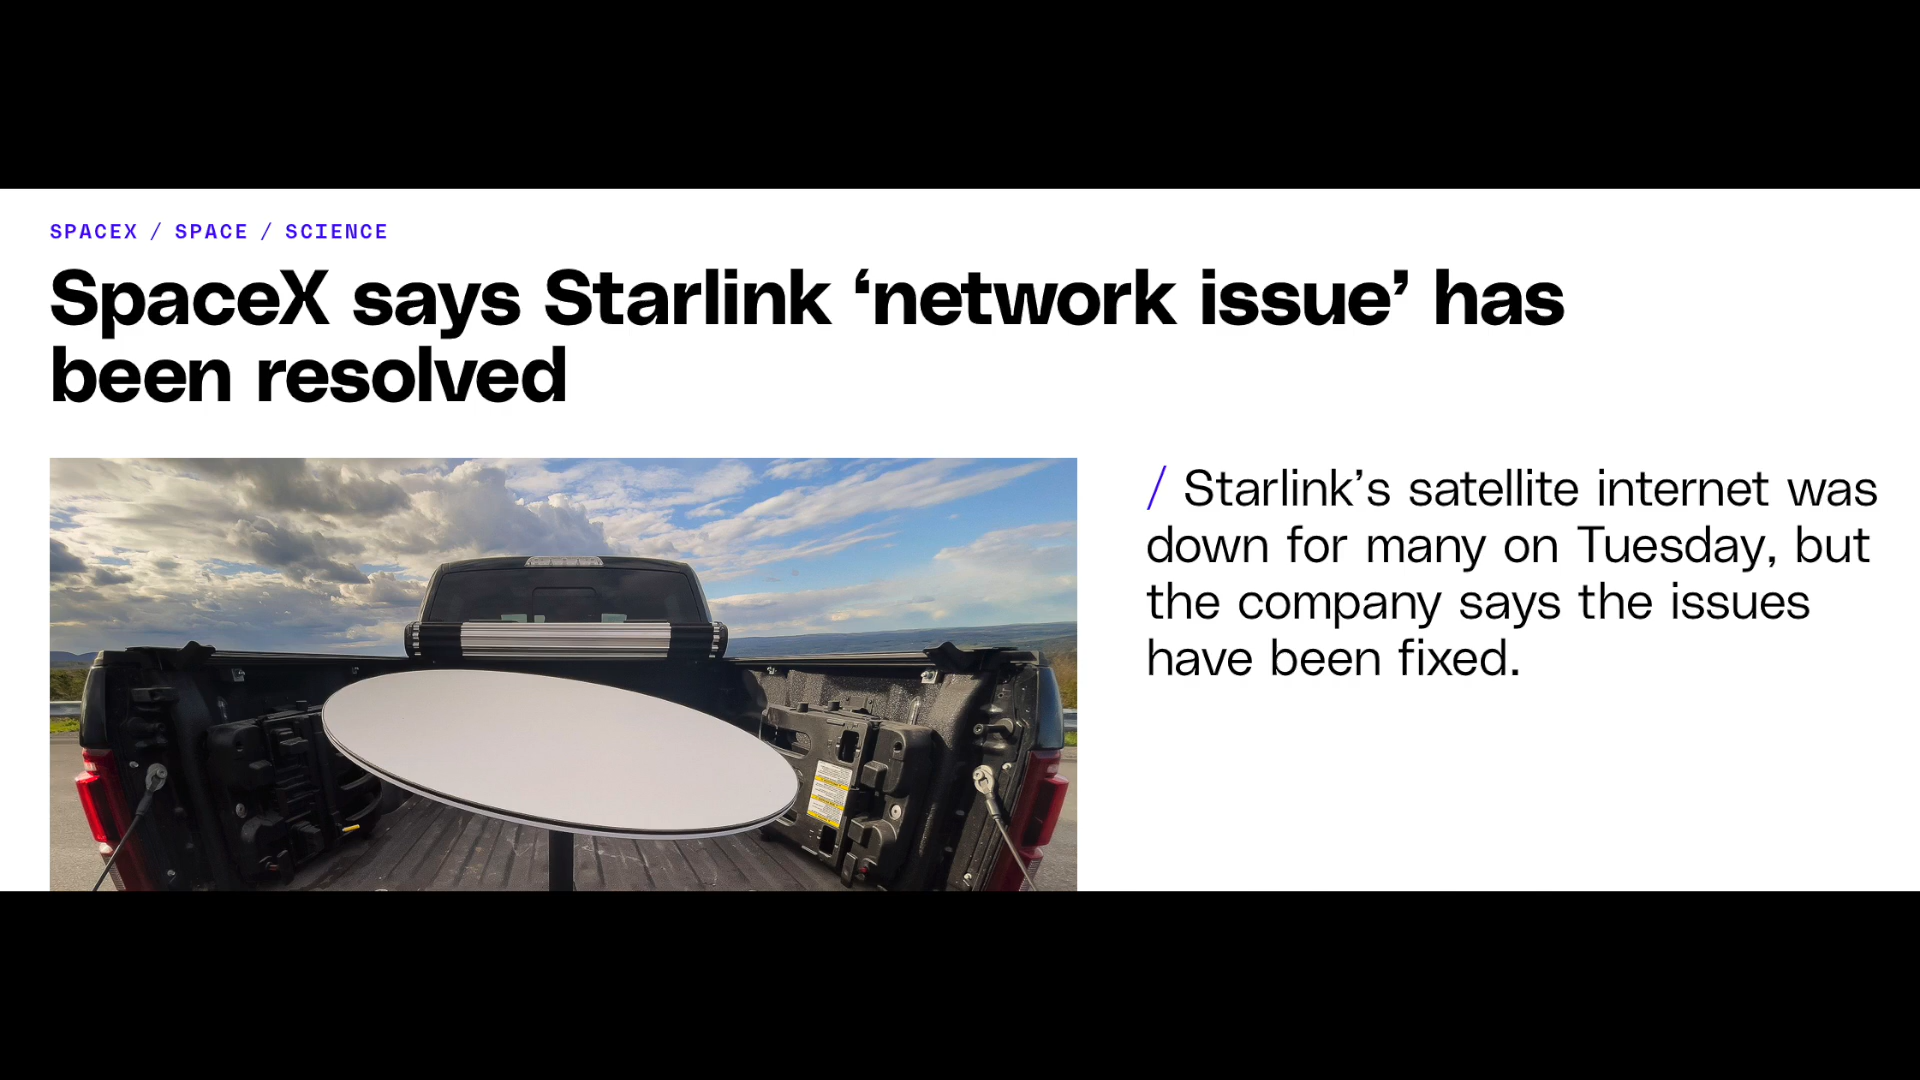 SPACEX / SPACE / SCIENCE
SpaceX says Starlink ‘network issue’ has
been resolved
/ Starlink’s satellite internet was
down for many on Tuesday, but
the company says the issues
have been fixed.